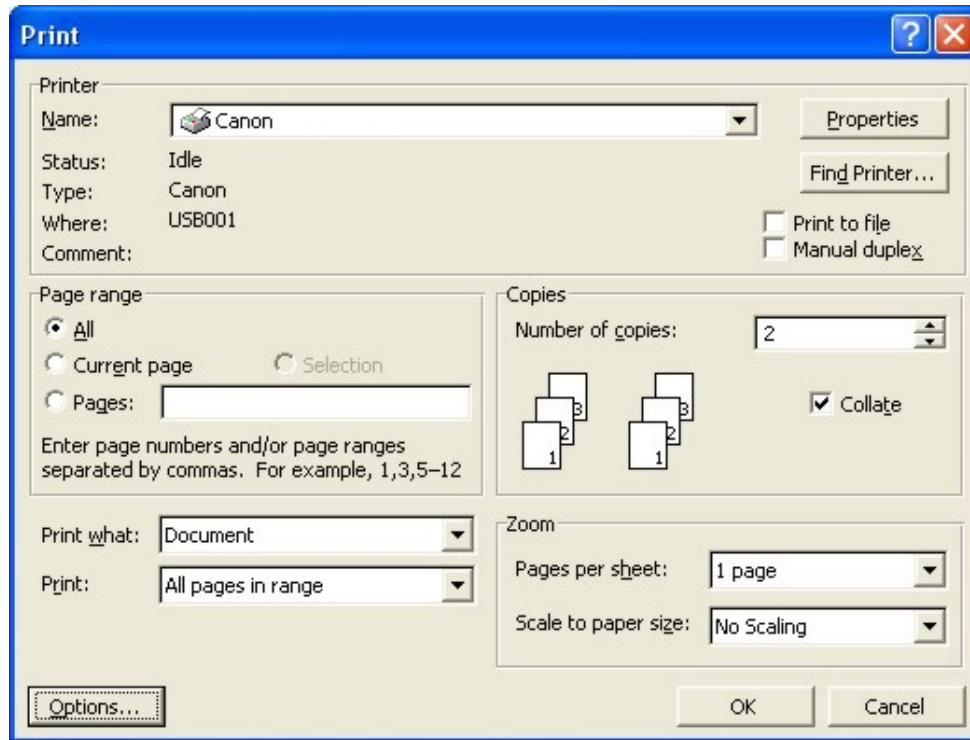 Print
Printer
Name: Canon Properties
Status: Idle
Find Printer...
Type: Canon
Where: USB001 Print to file
Comment: Manual duplex
Page range
All
Current page Selection
Pages:
Enter page numbers and/or page ranges
separated by commas. For example, 1,3,5–12
Copies
Number of copies: 2
3 3
2 2
1 1
Collate
Print what: Document
Print: All pages in range
Zoom
Pages per sheet: 1 page
Scale to paper size: No Scaling
Options... OK Cancel